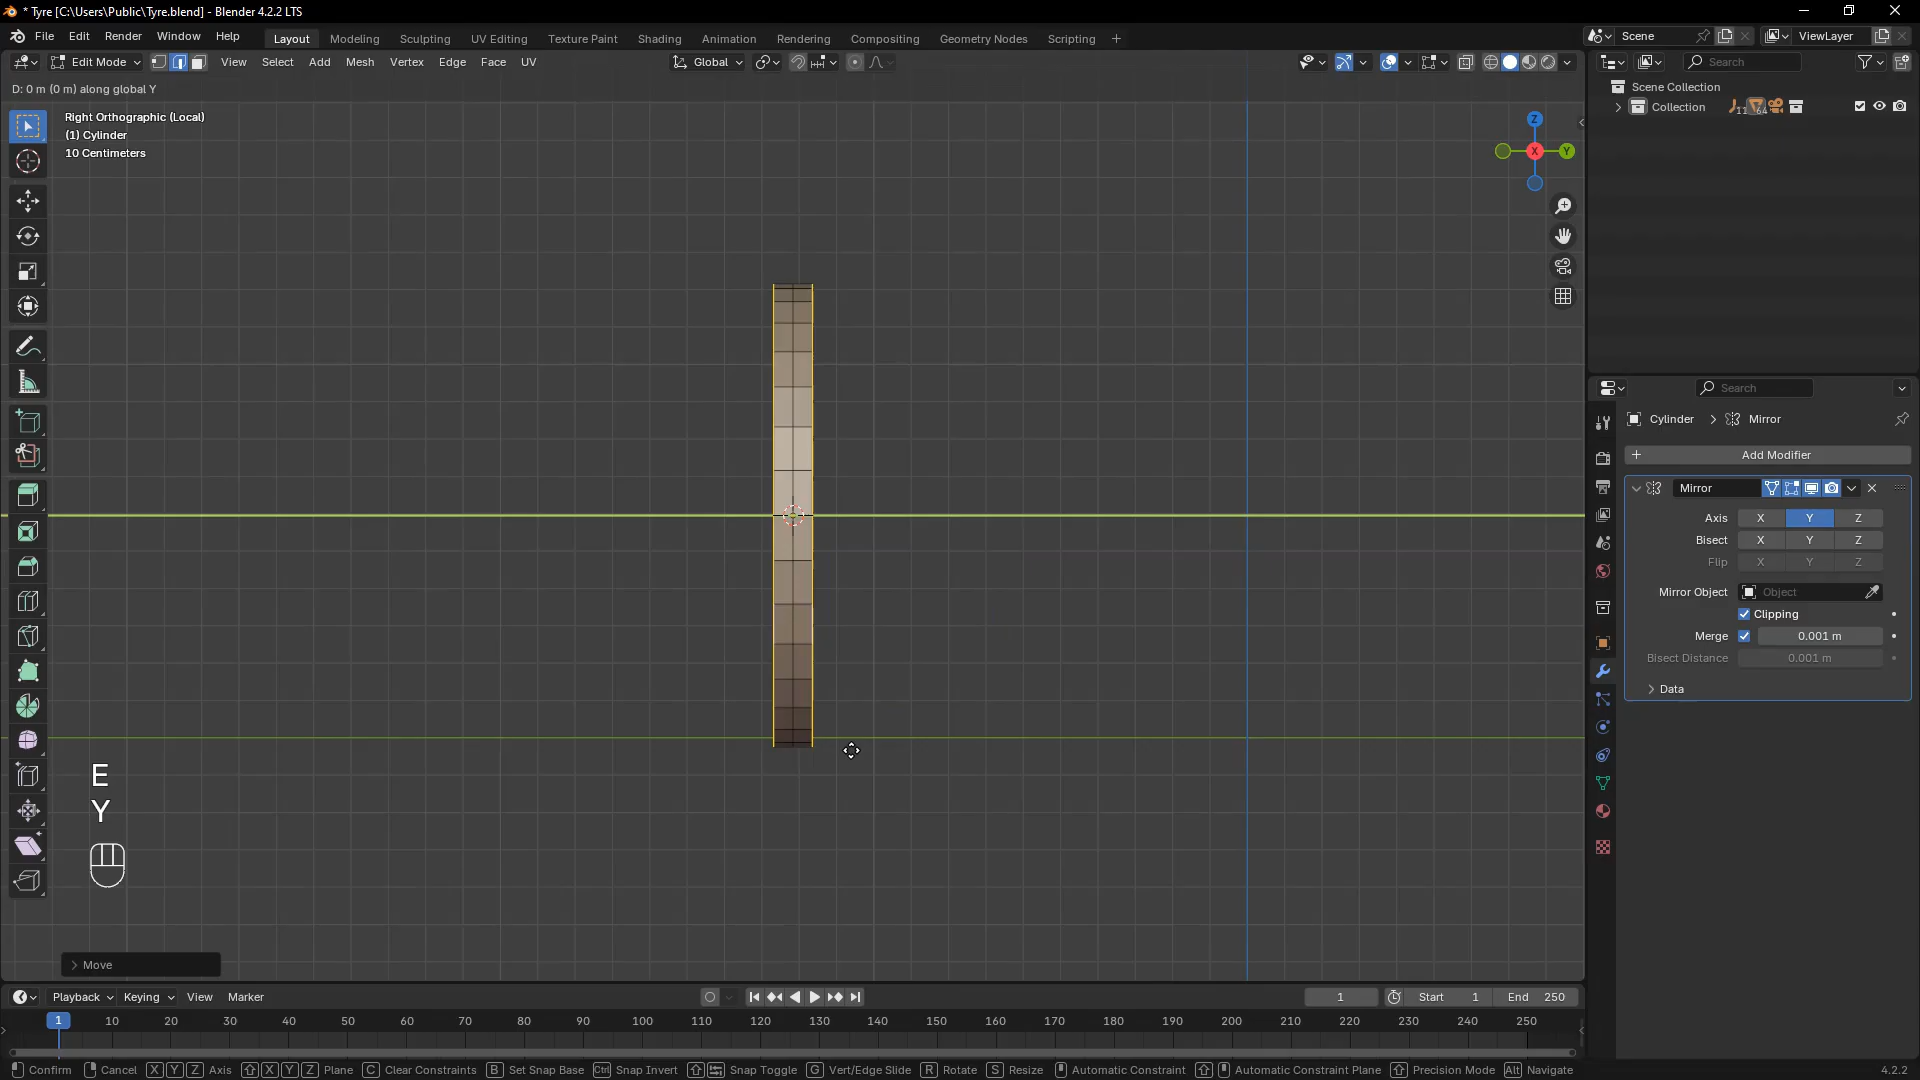 * Tyre [C:\Users\Public\Tyre.blend] - Blender 4.2.2 LTS
File Edit Render Window Help Layout Modeling Sculpting UV Editing Texture Paint Shading Animation Rendering Compositing Geometry Nodes Scripting + Scene ViewLayer
Edit Mode View Select Add Mesh Vertex Edge Face UV Global Search
D: 0 m (0 m) along global Y
Scene Collection
Collection
Right Orthographic (Local)
(1) Cylinder
10 Centimeters
Z
X Y
Search
Cylinder > Mirror
+ Add Modifier
Mirror
Axis X Y Z
Bisect X Y Z
Flip X Y Z
Mirror Object Object
Clipping
Merge 0.001 m
Bisect Distance 0.001 m
Data
E
Y
Move
Playback Keying View Marker 1 Start 1 End 250
1 10 20 30 40 50 60 70 80 90 100 110 120 130 140 150 160 170 180 190 200 210 220 230 240 250
Confirm Cancel X Y Z Axis X Y Z Plane C Clear Constraints B Set Snap Base Ctrl Snap Invert Snap Toggle G Vert/Edge Slide R Rotate S Resize Automatic Constraint Automatic Constraint Plane Precision Mode Alt Navigate 4.2.2